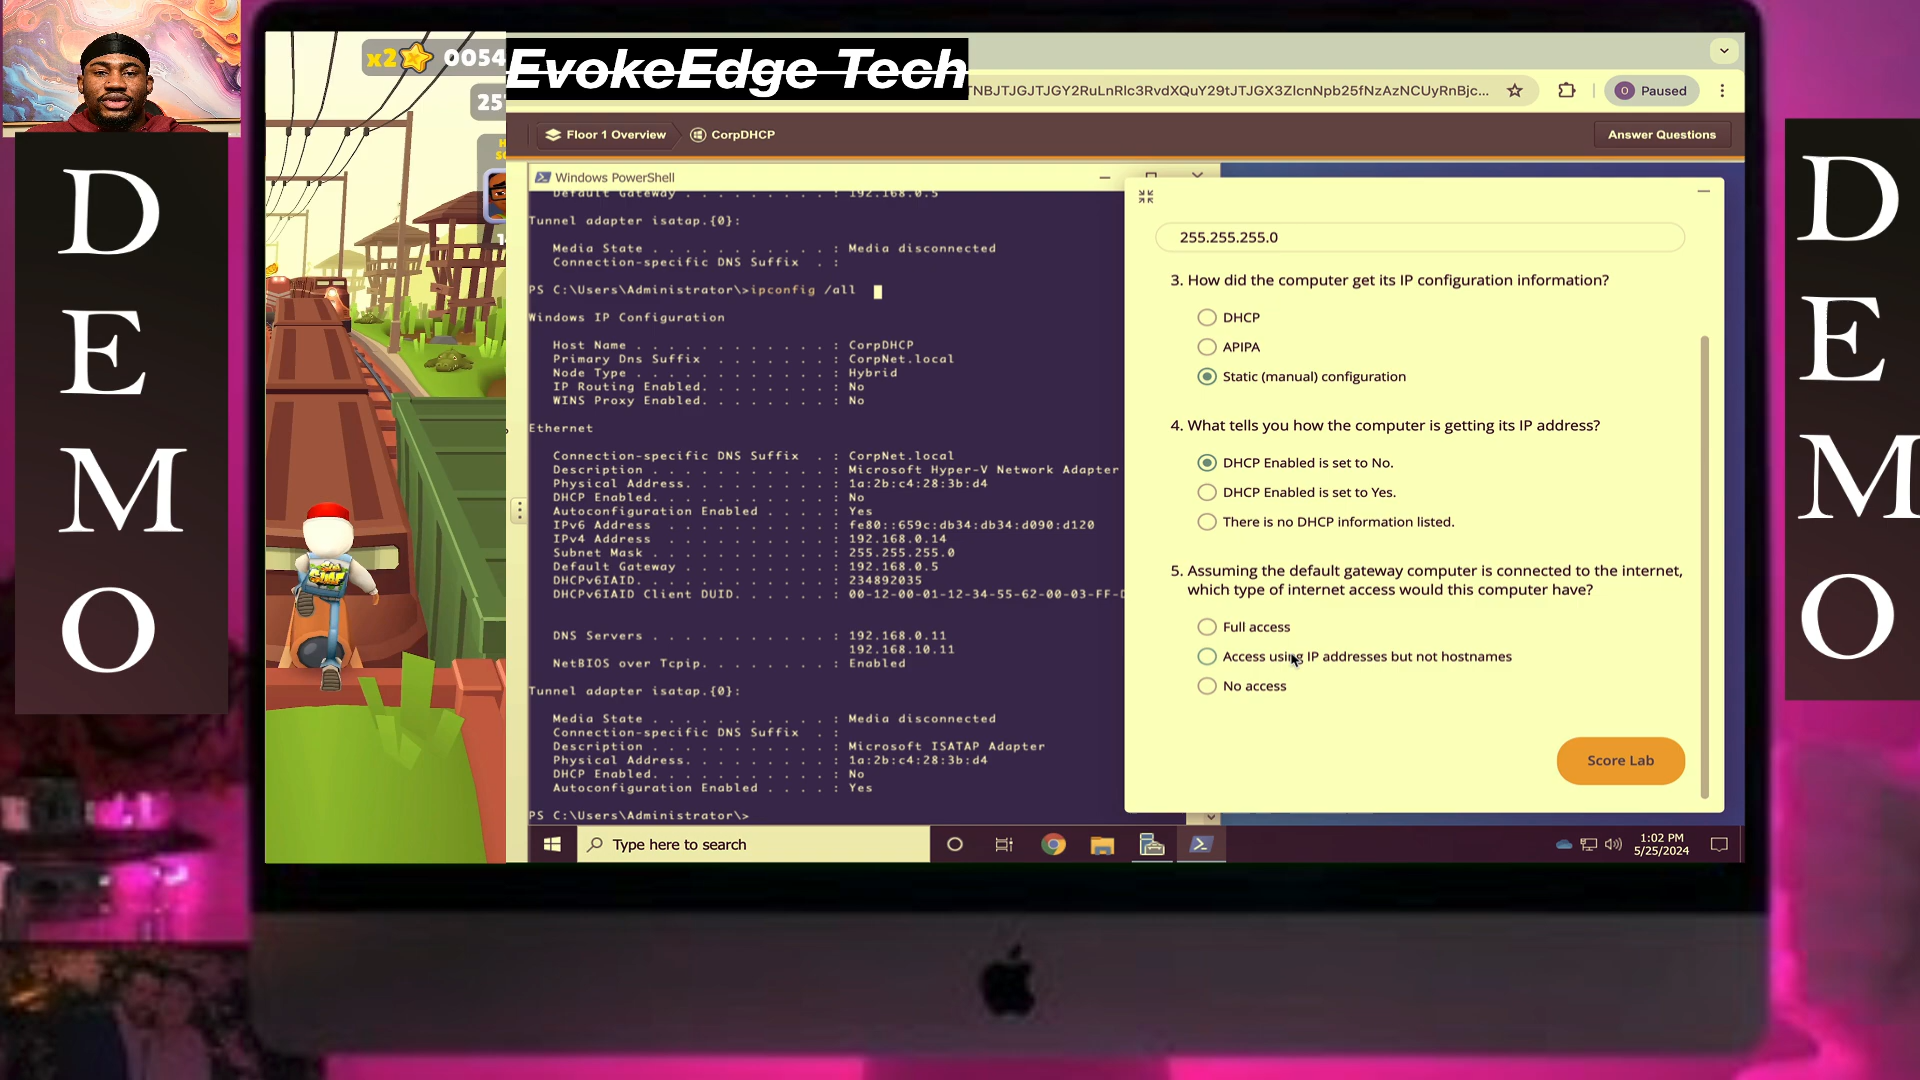 DEMO
DEMO
x2 0054
25
EvokeEdge Tech
TNBJTJGJTJGY2RuLnRlc3RvdXQuY29tJTJGX3ZlcnNpb25fNzAzNCUyRnBjc...
O Paused
Floor 1 Overview
CorpDHCP
Answer Questions
Windows PowerShell
Default Gateway . . . . . . . . . . . : 192.168.0.5
Tunnel adapter isatap.{0}:
Media State . . . . . . . . . . . : Media disconnected
Connection-specific DNS Suffix . :
PS C:\Users\Administrator\>ipconfig /all
Windows IP Configuration
Host Name . . . . . . . . . . . . : CorpDHCP
Primary Dns Suffix . . . . . . . : CorpNet.local
Node Type . . . . . . . . . . . . : Hybrid
IP Routing Enabled. . . . . . . . : No
WINS Proxy Enabled. . . . . . . . : No
Ethernet
Connection-specific DNS Suffix . : CorpNet.local
Description . . . . . . . . . . . : Microsoft Hyper-V Network Adapter
Physical Address. . . . . . . . . : 1a:2b:c4:28:3b:d4
DHCP Enabled. . . . . . . . . . . : No
Autoconfiguration Enabled . . . . : Yes
IPv6 Address . . . . . . . . . . : fe80::659c:db34:db34:d090:d120
IPv4 Address . . . . . . . . . . : 192.168.0.14
Subnet Mask . . . . . . . . . . . : 255.255.255.0
Default Gateway . . . . . . . . . : 192.168.0.5
DHCPv6IAID. . . . . . . . . . . . : 234892035
DHCPv6IAID Client DUID. . . . . . : 00-12-00-01-12-34-55-62-00-03-FF-
DNS Servers . . . . . . . . . . . : 192.168.0.11
192.168.10.11
NetBIOS over Tcpip. . . . . . . . : Enabled
Tunnel adapter isatap.{0}:
Media State . . . . . . . . . . . : Media disconnected
Connection-specific DNS Suffix . :
Description . . . . . . . . . . . : Microsoft ISATAP Adapter
Physical Address. . . . . . . . . : 1a:2b:c4:28:3b:d4
DHCP Enabled. . . . . . . . . . . : No
Autoconfiguration Enabled . . . . : Yes
PS C:\Users\Administrator\>
255.255.255.0
3. How did the computer get its IP configuration information?
DHCP
APIPA
Static (manual) configuration
4. What tells you how the computer is getting its IP address?
DHCP Enabled is set to No.
DHCP Enabled is set to Yes.
There is no DHCP information listed.
5. Assuming the default gateway computer is connected to the internet,
which type of internet access would this computer have?
Full access
Access using IP addresses but not hostnames
No access
Score Lab
Type here to search
1:02 PM
5/25/2024